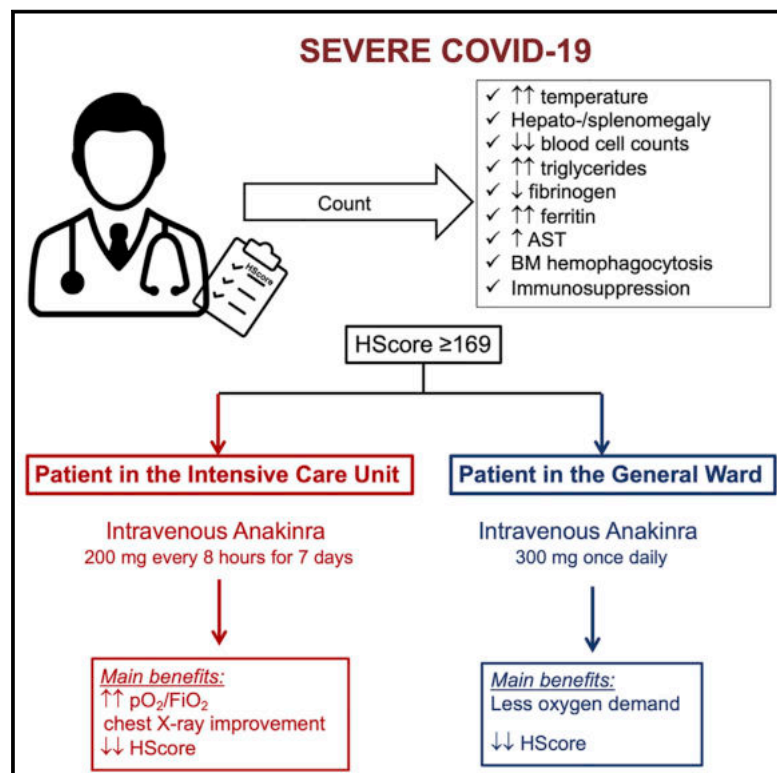 SEVERE COVID-19
HScore
Count
✓ ↑↑ temperature
✓ Hepato-/splenomegaly
✓ ↓↓ blood cell counts
✓ ↑↑ triglycerides
✓ ↓ fibrinogen
✓ ↑↑ ferritin
✓ ↑ AST
✓ BM hemophagocytosis
✓ Immunosuppression
HScore ≥169
Patient in the Intensive Care Unit
Intravenous Anakinra
200 mg every 8 hours for 7 days
Main benefits:
↑↑ pO₂/FiO₂
chest X-ray improvement
↓↓ HScore
Patient in the General Ward
Intravenous Anakinra
300 mg once daily
Main benefits:
Less oxygen demand
↓↓ HScore